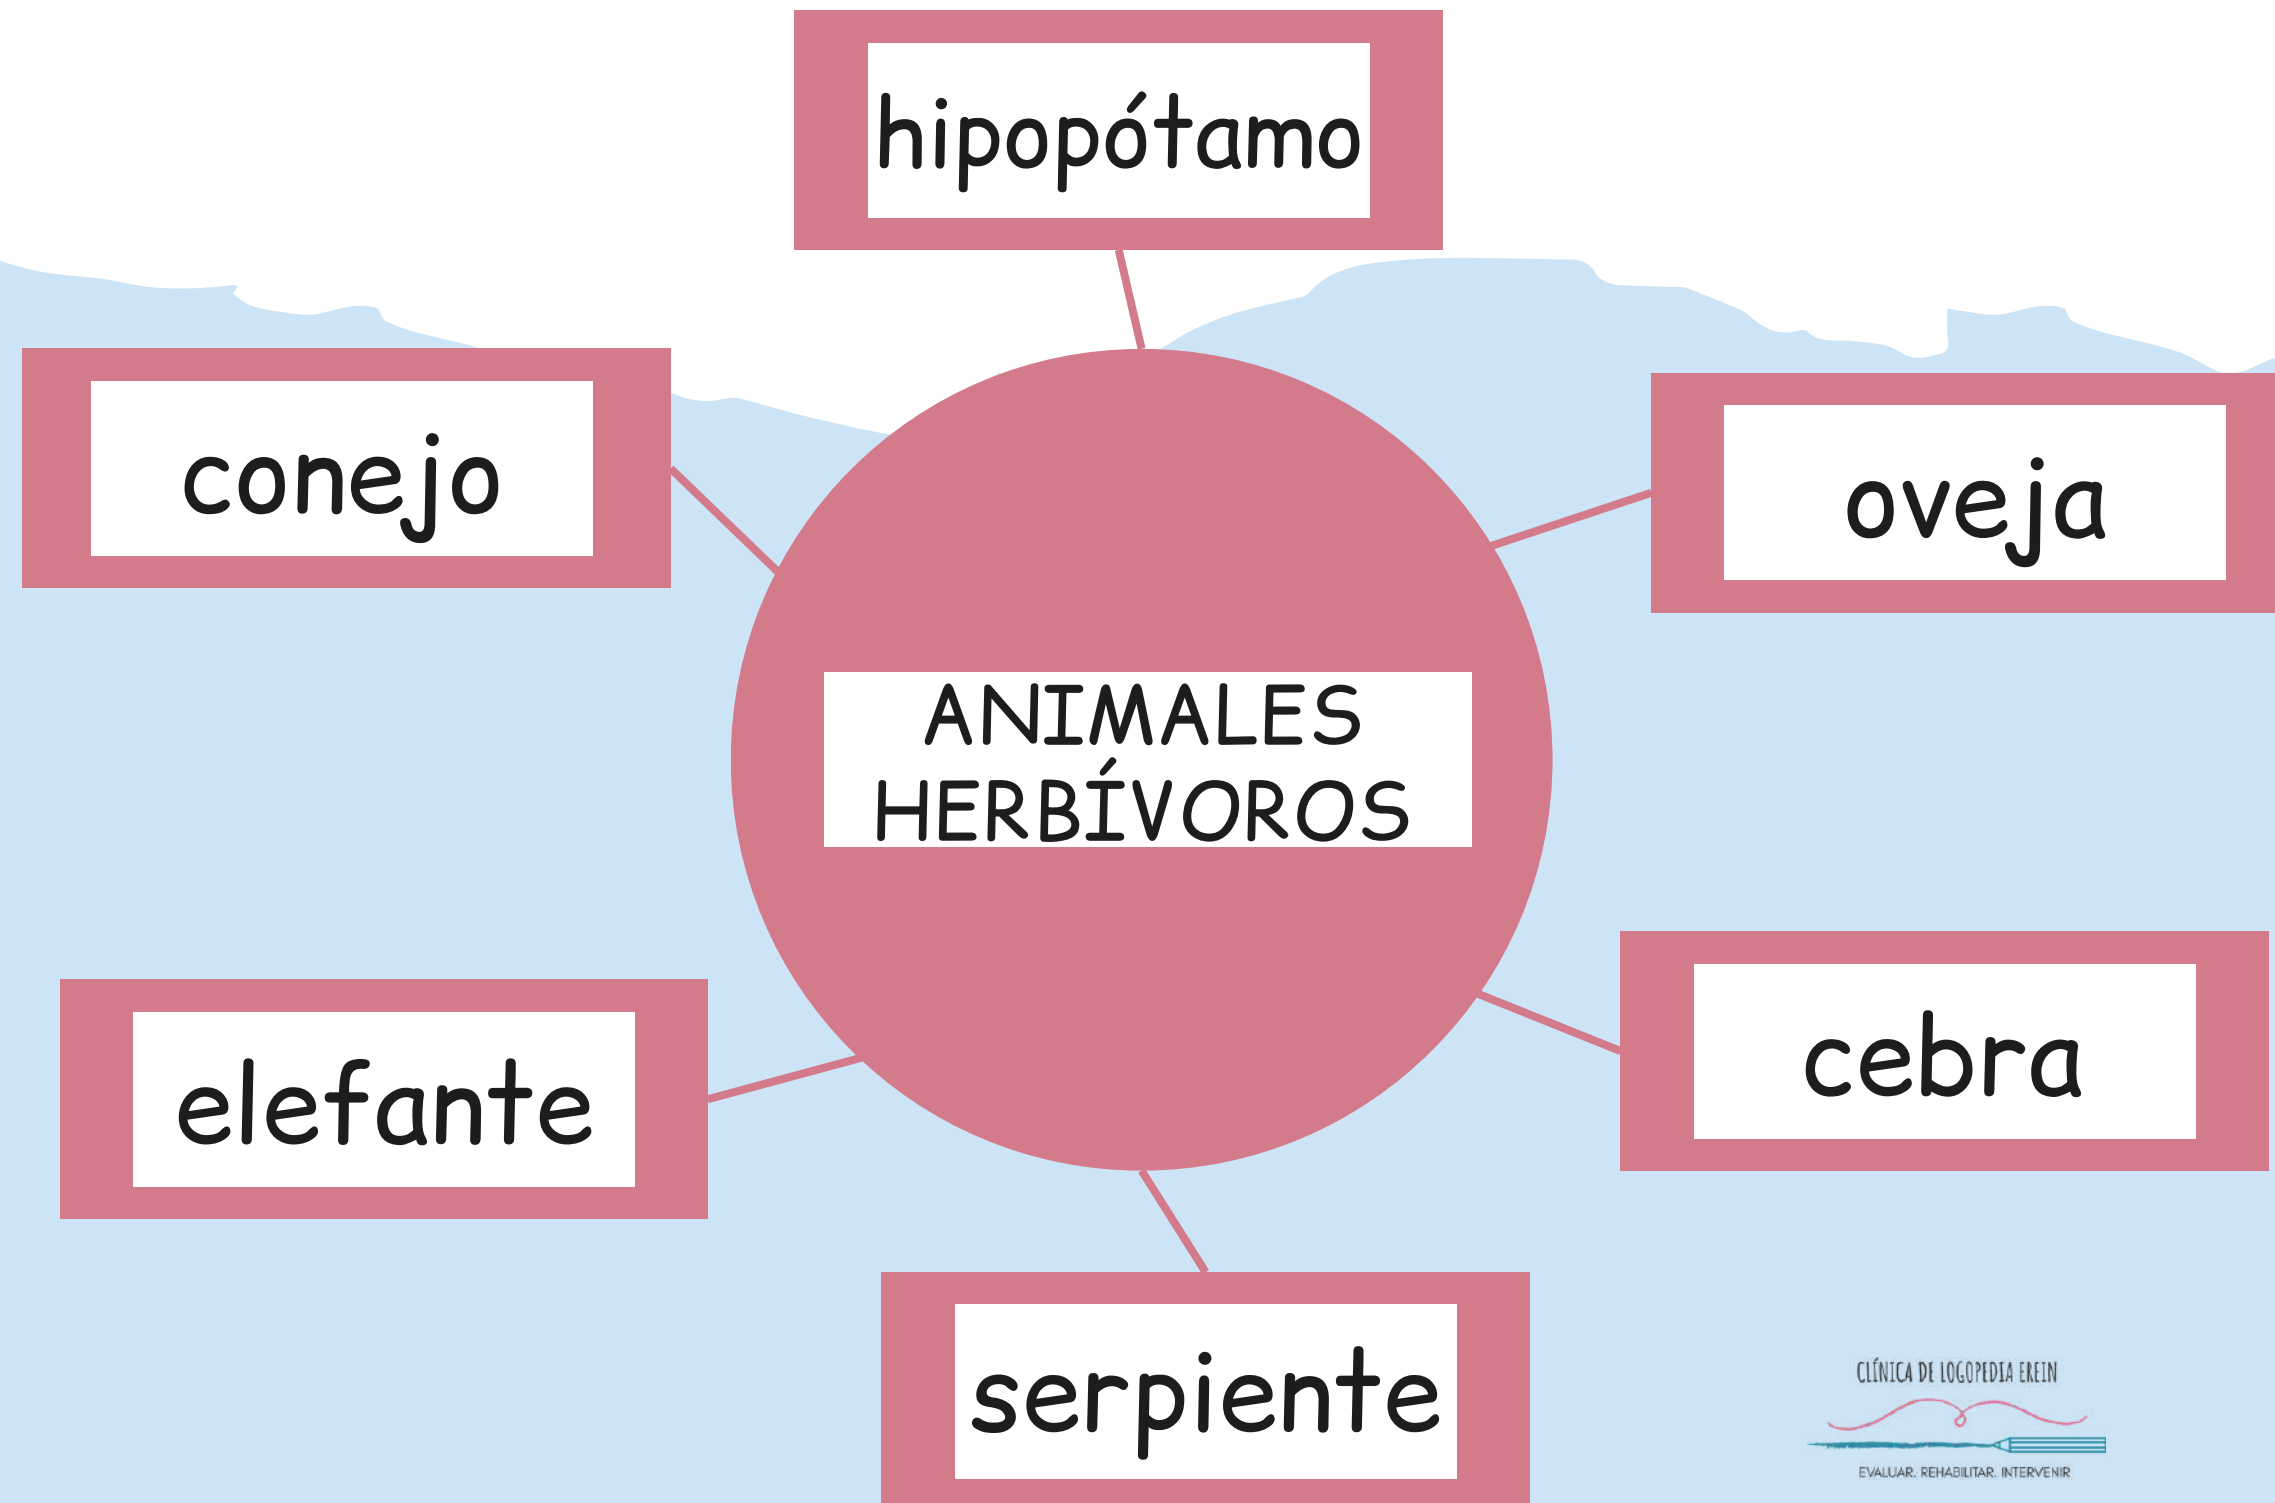 hipopótamo
conejo
oveja
ANIMALES
HERBÍVOROS
elefante
cebra
serpiente
CLÍNICA DE LOGOPEDIA EREIN
EVALUAR. REHABILITAR. INTERVENIR